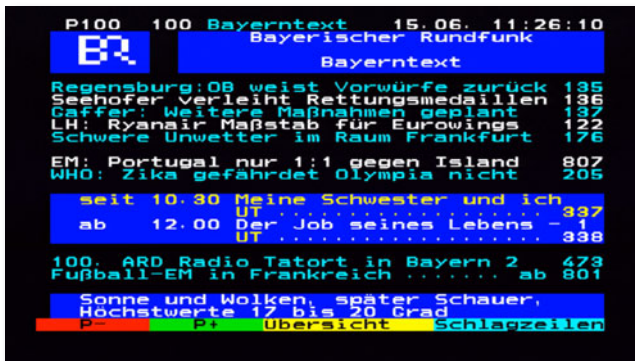 P100 100 Bayerntext 15.06. 11:26:10
BR Bayerischer Rundfunk
Bayerntext
Regensburg:OB weist Vorwürfe zurück 135
Seehofer verleiht Rettungsmedaillen 136
Gaffer: Weitere Maßnahmen geplant 137
LH: Ryanair Maßstab für Eurowings 122
Schwere Unwetter im Raum Frankfurt 176
EM: Portugal nur 1:1 gegen Island 807
WHO: Zika gefährdet Olympia nicht 205
seit 10.30 Meine Schwester und ich
UT ...................... 337
ab 12.00 Der Job seines Lebens - 1
UT ...................... 338
100. ARD Radio Tatort in Bayern 2 473
Fußball-EM in Frankreich ....... ab 801
Sonne und Wolken, später Schauer,
Höchstwerte 17 bis 20 Grad
P- P+ Übersicht Schlagzeilen